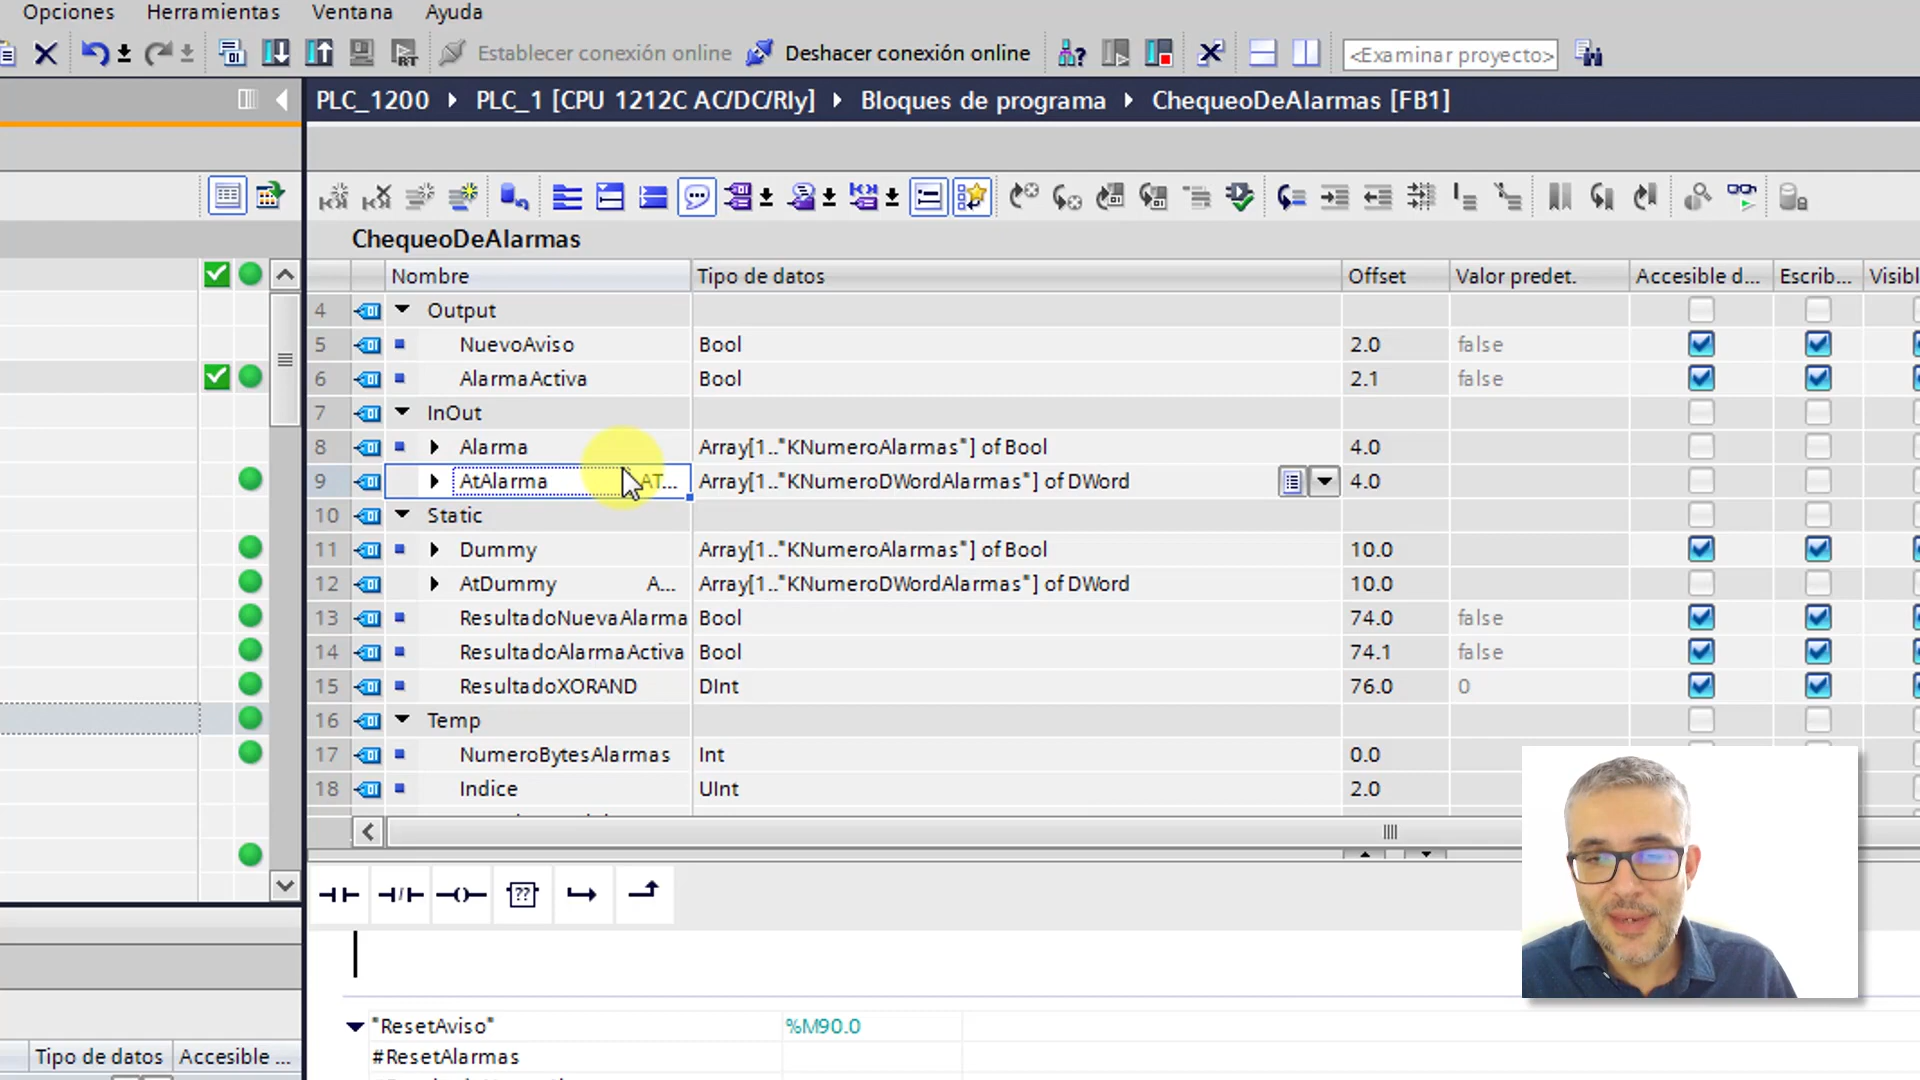 Opciones Herramientas Ventana Ayuda
Establecer conexión online Deshacer conexión online <Examinar proyecto>
PLC_1200 PLC_1 [CPU 1212C AC/DC/Rly] Bloques de programa ChequeoDeAlarmas [FB1]
ChequeoDeAlarmas
Nombre Tipo de datos Offset Valor predet. Accesible d... Escrib... Visibl
4 Output
5 NuevoAviso Bool 2.0 false
6 AlarmaActiva Bool 2.1 false
7 InOut
8 Alarma Array[1.."KNumeroAlarmas"] of Bool 4.0
9 AtAlarma AT... Array[1.."KNumeroDWordAlarmas"] of DWord 4.0
10 Static
11 Dummy Array[1.."KNumeroAlarmas"] of Bool 10.0
12 AtDummy A... Array[1.."KNumeroDWordAlarmas"] of DWord 10.0
13 ResultadoNuevaAlarma Bool 74.0 false
14 ResultadoAlarmaActiva Bool 74.1 false
15 ResultadoXORAND DInt 76.0 0
16 Temp
17 NumeroBytesAlarmas Int 0.0
18 Indice UInt 2.0
??
"ResetAviso" %M90.0
#ResetAlarmas
Tipo de datos Accesible ...